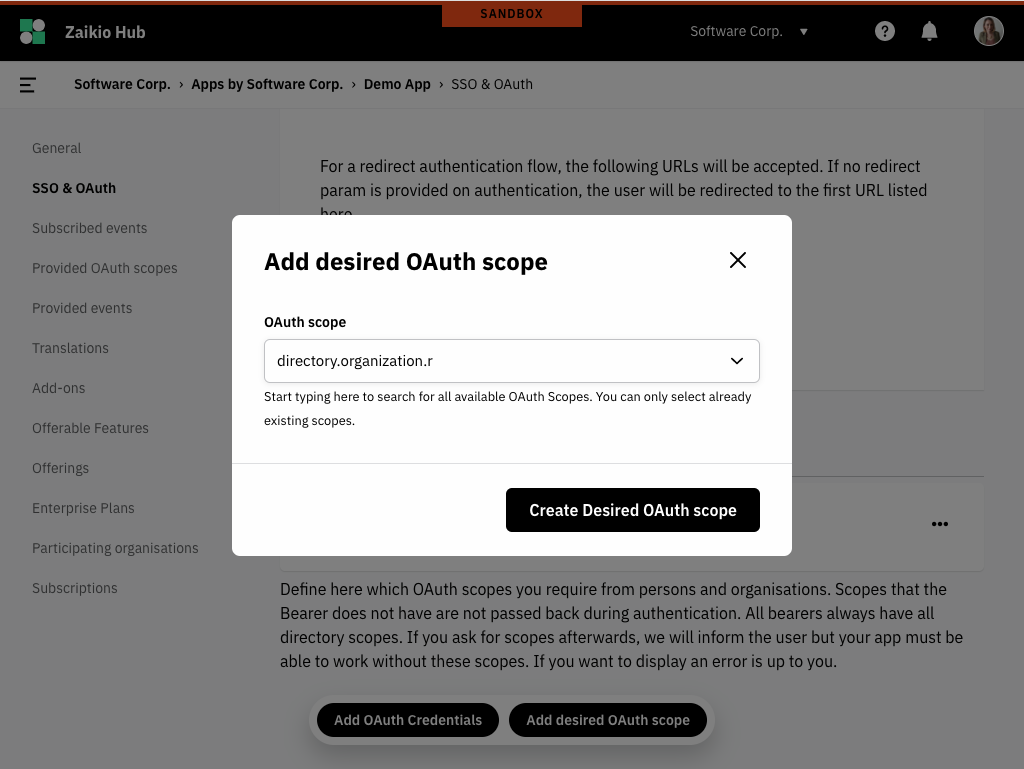 SANDBOX
Zaikio Hub
Software Corp. ▼
?
Software Corp. › Apps by Software Corp. › Demo App › SSO & OAuth
General
SSO & OAuth
Subscribed events
Provided OAuth scopes
Provided events
Translations
Add-ons
Offerable Features
Offerings
Enterprise Plans
Participating organisations
Subscriptions
For a redirect authentication flow, the following URLs will be accepted. If no redirect
param is provided on authentication, the user will be redirected to the first URL listed
here.
Add desired OAuth scope
OAuth scope
directory.organization.r
Start typing here to search for all available OAuth Scopes. You can only select already
existing scopes.
Create Desired OAuth scope
Define here which OAuth scopes you require from persons and organisations. Scopes that the
Bearer does not have are not passed back during authentication. All bearers always have all
directory scopes. If you ask for scopes afterwards, we will inform the user but your app must be
able to work without these scopes. If you want to display an error is up to you.
Add OAuth Credentials
Add desired OAuth scope